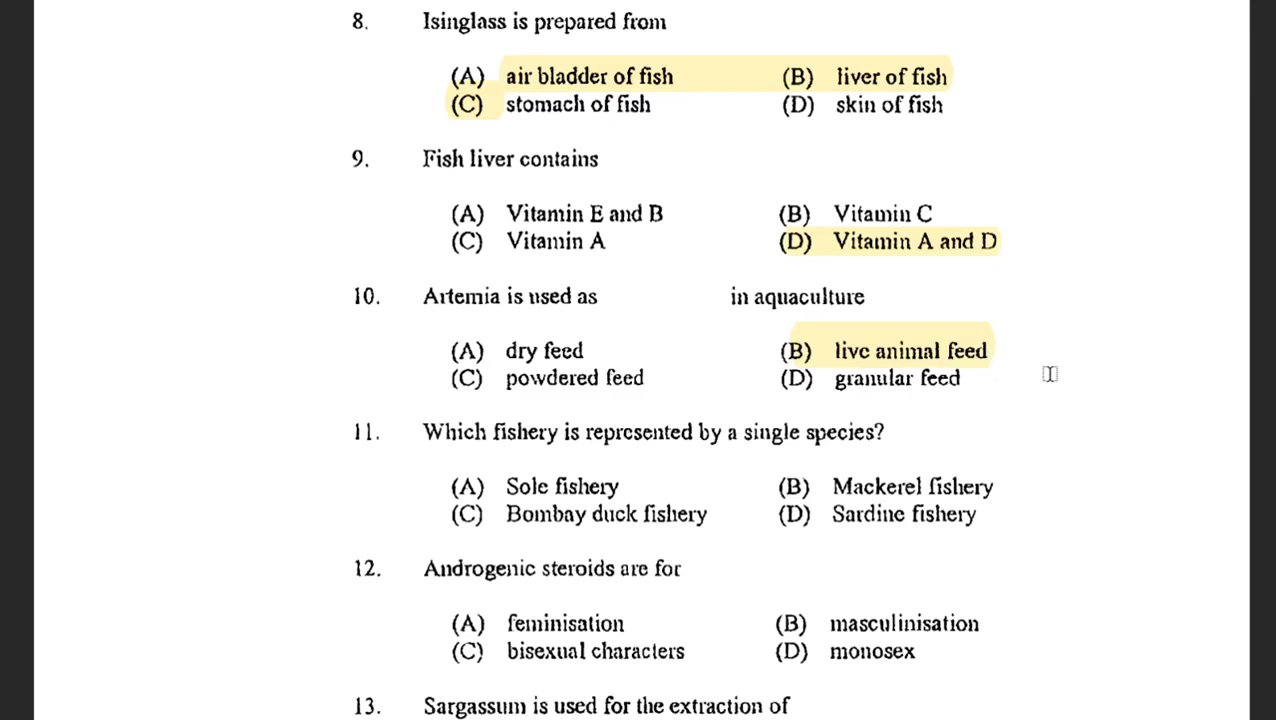 8. Isinglass is prepared from
(A) air bladder of fish (B) liver of fish
(C) stomach of fish (D) skin of fish
9. Fish liver contains
(A) Vitamin E and B (B) Vitamin C
(C) Vitamin A (D) Vitamin A and D
10. Artemia is used as in aquaculture
(A) dry feed (B) live animal feed
(C) powdered feed (D) granular feed
11. Which fishery is represented by a single species?
(A) Sole fishery (B) Mackerel fishery
(C) Bombay duck fishery (D) Sardine fishery
12. Androgenic steroids are for
(A) feminisation (B) masculinisation
(C) bisexual characters (D) monosex
13. Sargassum is used for the extraction of